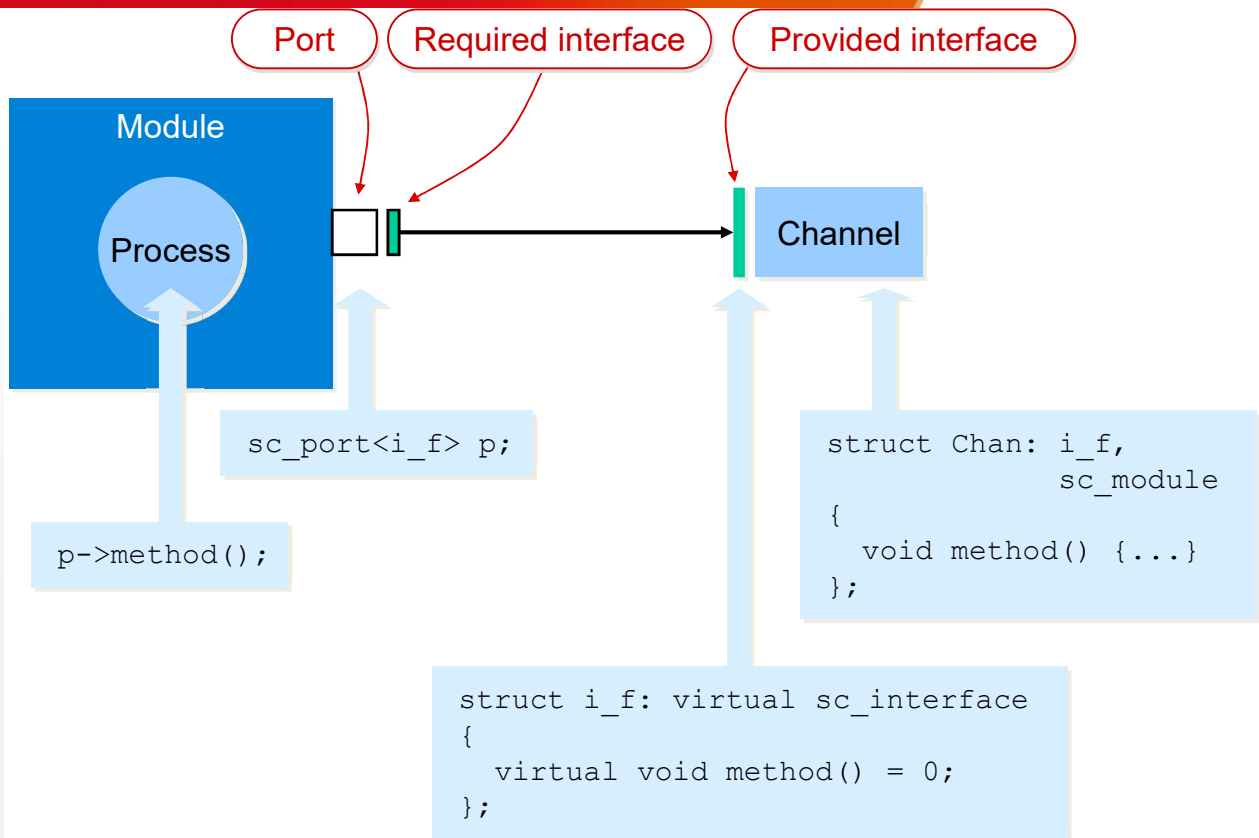 Port
Required interface
Provided interface
Module
Process
Channel
sc_port<i_f> p;
p->method();
struct Chan: i_f,
sc_module
{
void method() {...}
};
struct i_f: virtual sc_interface
{
virtual void method() = 0;
};